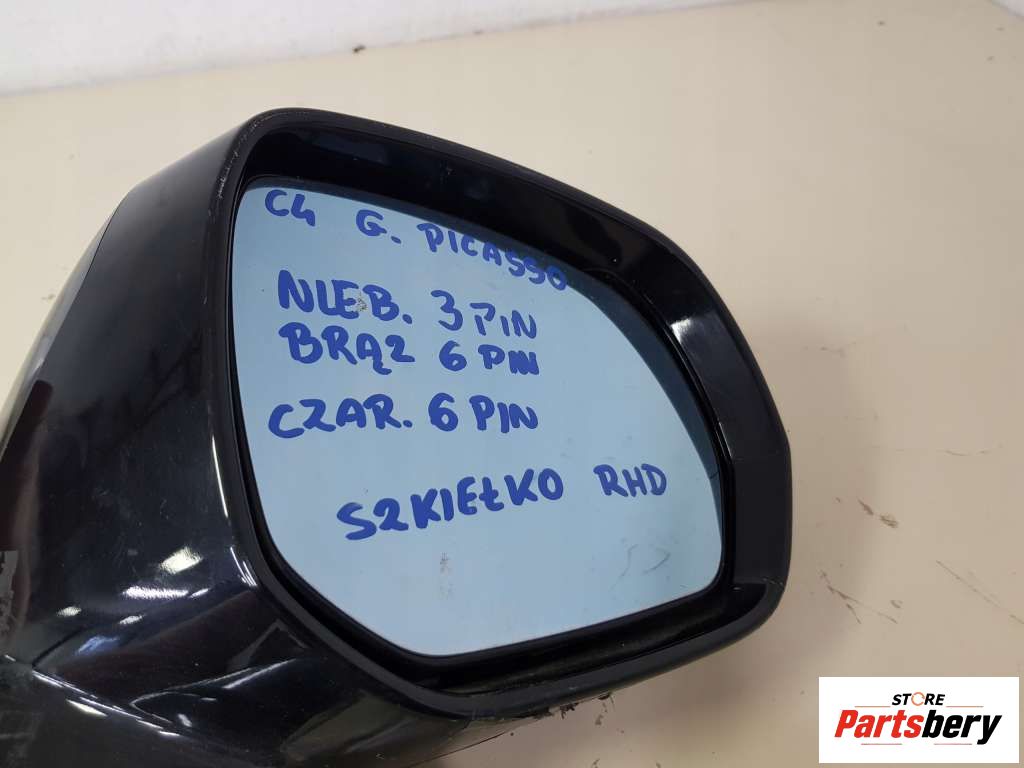 C4 G. PICASSO
NIEB. 3 PIN
BRĄZ 6 PIN
CZAR. 6 PIN
SZKIEŁKO RHD
STORE
Partsbery